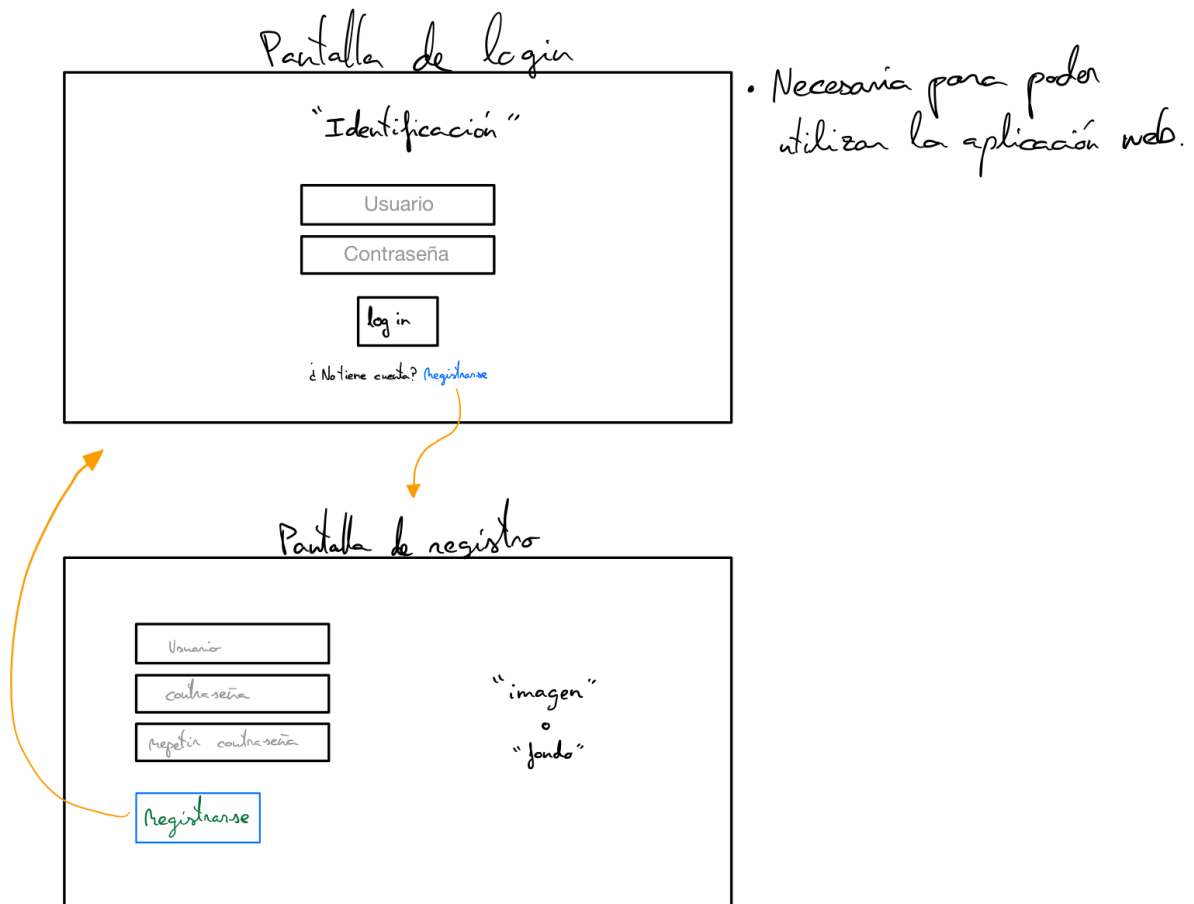 Pantalla de login
"Identificación"
Usuario
Contraseña
log in
¿No tiene cuenta? Registrarse
• Necesaria para poder
utilizar la aplicación web.
Pantalla de registro
Usuario
contraseña
repetir contraseña
Registrarse
"imagen"
o
"fondo"